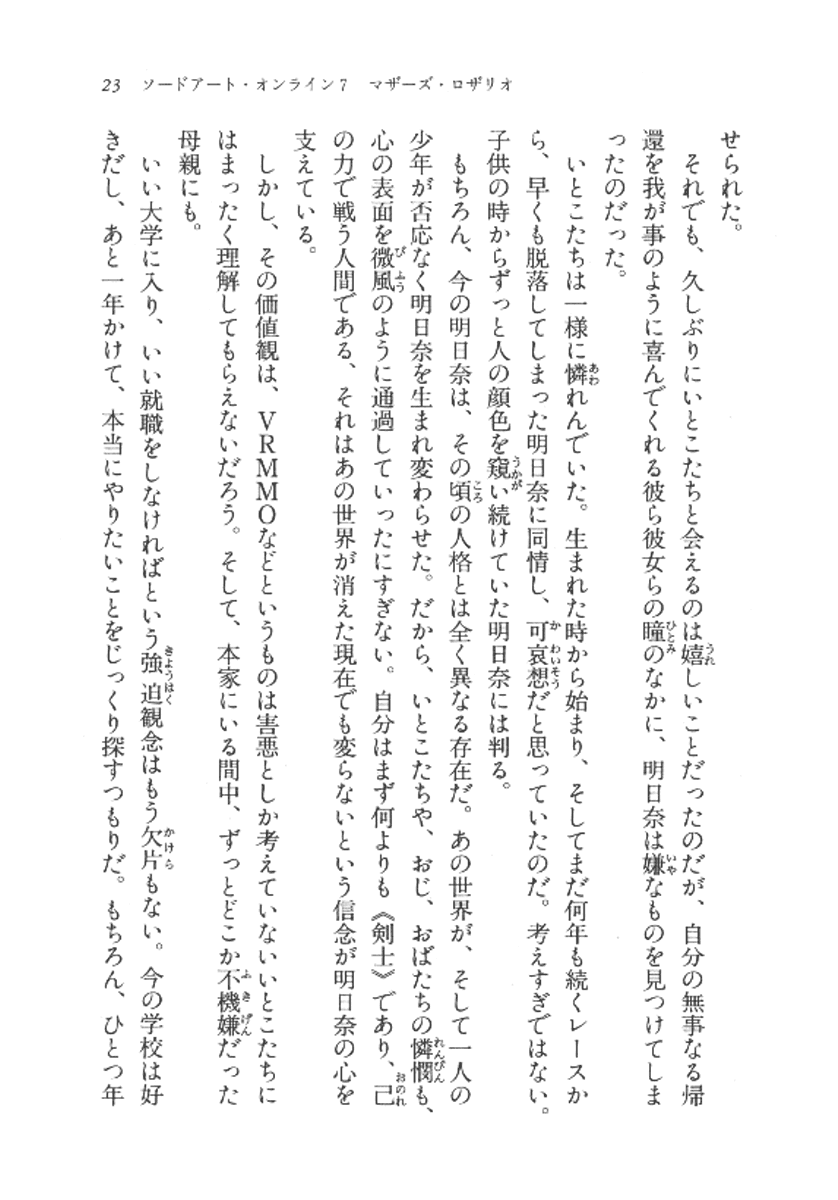 23　ソードアート・オンライン7　マザーズ・ロザリオ
せられた。
　それでも、久しぶりにいとこたちと会えるのは嬉しいことだったのだが、自分の無事なる帰
還を我が事のように喜んでくれる彼ら彼女らの瞳のなかに、明日奈は嫌なものを見つけてしま
ったのだった。
　いとこたちは一様に憐れんでいた。生まれた時から始まり、そしてまだ何年も続くレースか
ら、早くも脱落してしまった明日奈に同情し、可哀想だと思っていたのだ。考えすぎではない。
子供の時からずっと人の顔色を窺い続けていた明日奈には判る。
　もちろん、今の明日奈は、その頃の人格とは全く異なる存在だ。あの世界が、そして一人の
少年が否応なく明日奈を生まれ変わらせた。だから、いとこたちや、おじ、おばたちの憐憫も、
心の表面を微風のように通過していったにすぎない。自分はまず何よりも《剣士》であり、己
の力で戦う人間である、それはあの世界が消えた現在でも変らないという信念が明日奈の心を
支えている。
　しかし、その価値観は、ＶＲＭＭＯなどというものは害悪としか考えていないいとこたちに
はまったく理解してもらえないだろう。そして、本家にいる間中、ずっとどこか不機嫌だった
母親にも。
　いい大学に入り、いい就職をしなければという強迫観念はもう欠片もない。今の学校は好
きだし、あと一年かけて、本当にやりたいことをじっくり探すつもりだ。もちろん、ひとつ年